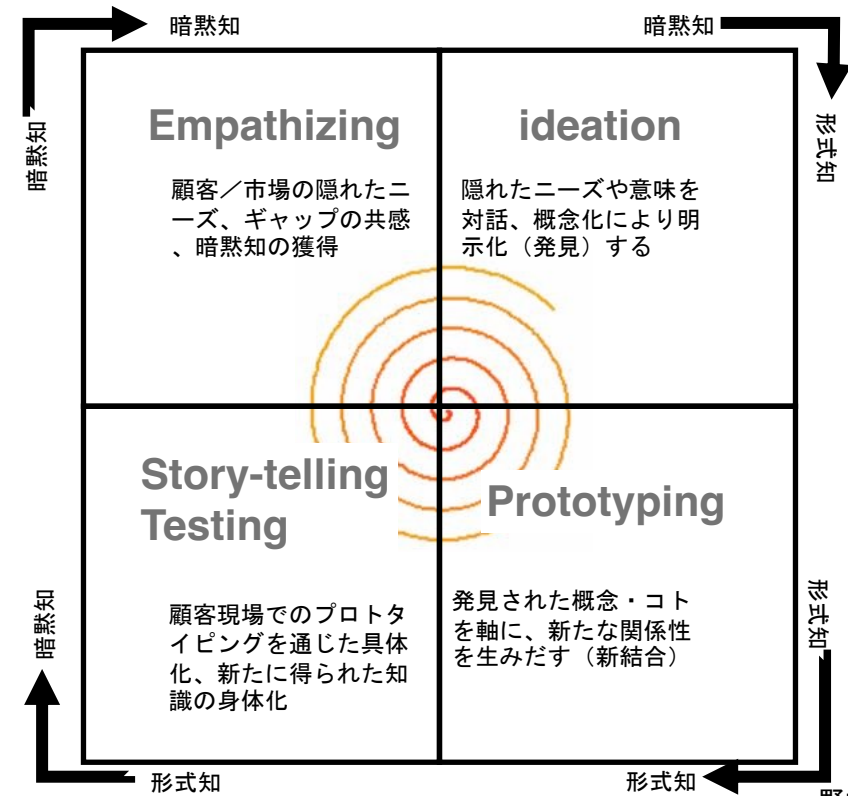 暗黙知
暗黙知
暗黙知
形式知
Empathizing
顧客／市場の隠れたニ
ーズ、ギャップの共感
、暗黙知の獲得
ideation
隠れたニーズや意味を
対話、概念化により明
示化（発見）する
Story-telling
Testing
顧客現場でのプロトタ
イピングを通じた具体
化、新たに得られた知
識の身体化
Prototyping
発見された概念・コト
を軸に、新たな関係性
を生みだす（新結合）
暗黙知
形式知
形式知
形式知